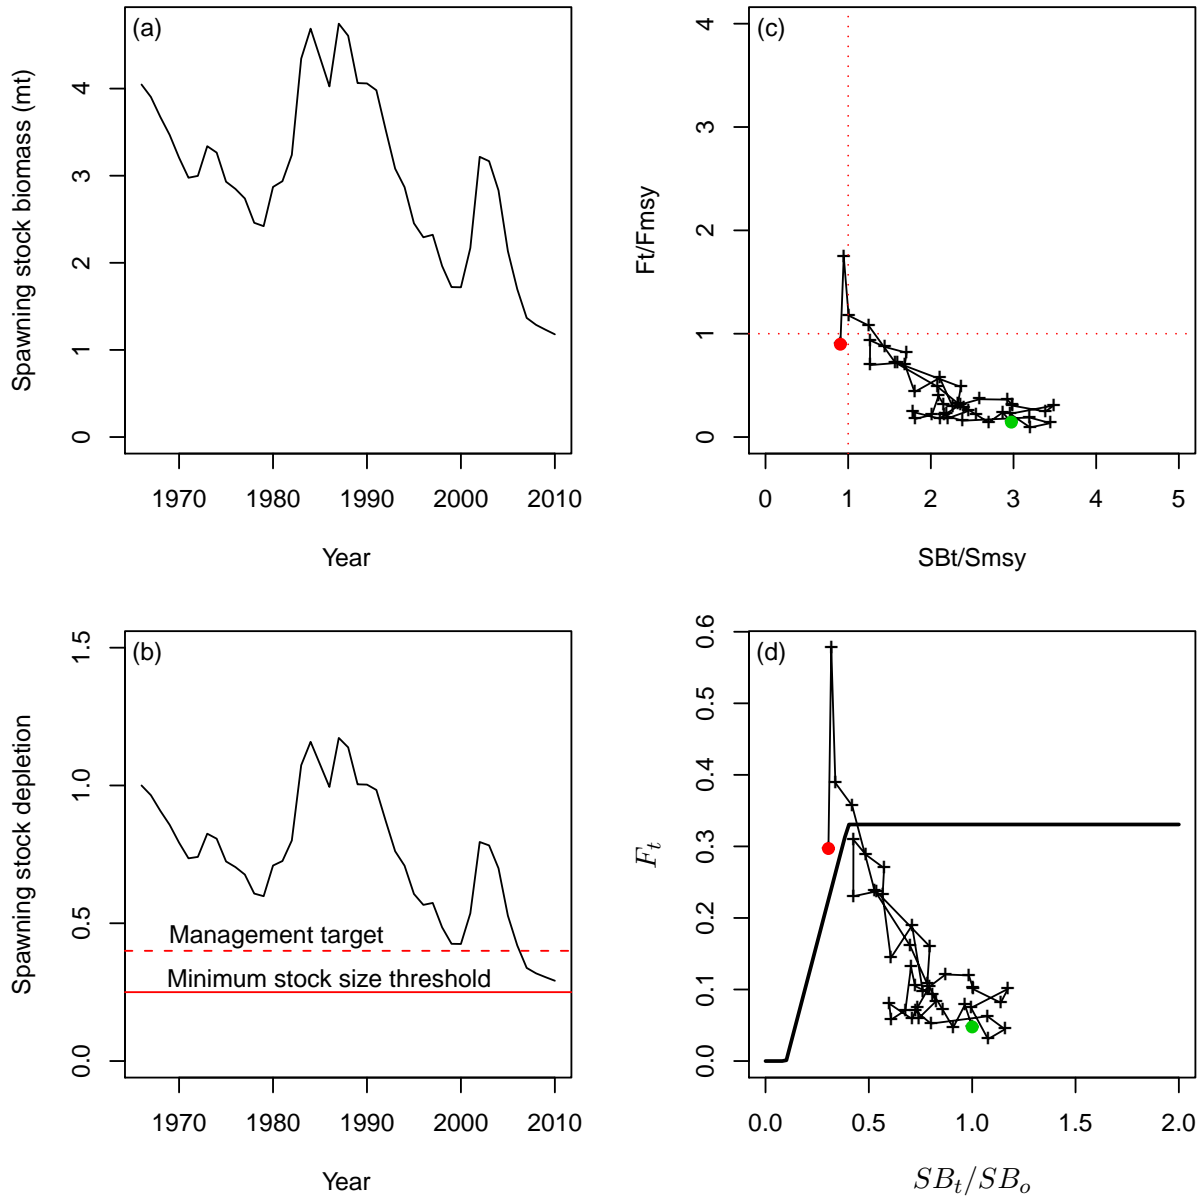 (a)
Spawning stock biomass (mt)
4
3
2
1
0
1970 1980 1990 2000 2010
Year
(c)
Ft/Fmsy
4
3
2
1
0
0 1 2 3 4 5
SBt/Smsy
(b)
Spawning stock depletion
1.5
1.0
0.5
0.0
Management target
Minimum stock size threshold
1970 1980 1990 2000 2010
Year
(d)
F_t
0.6
0.5
0.4
0.3
0.2
0.1
0.0
0.0 0.5 1.0 1.5 2.0
SB_t/SB_o